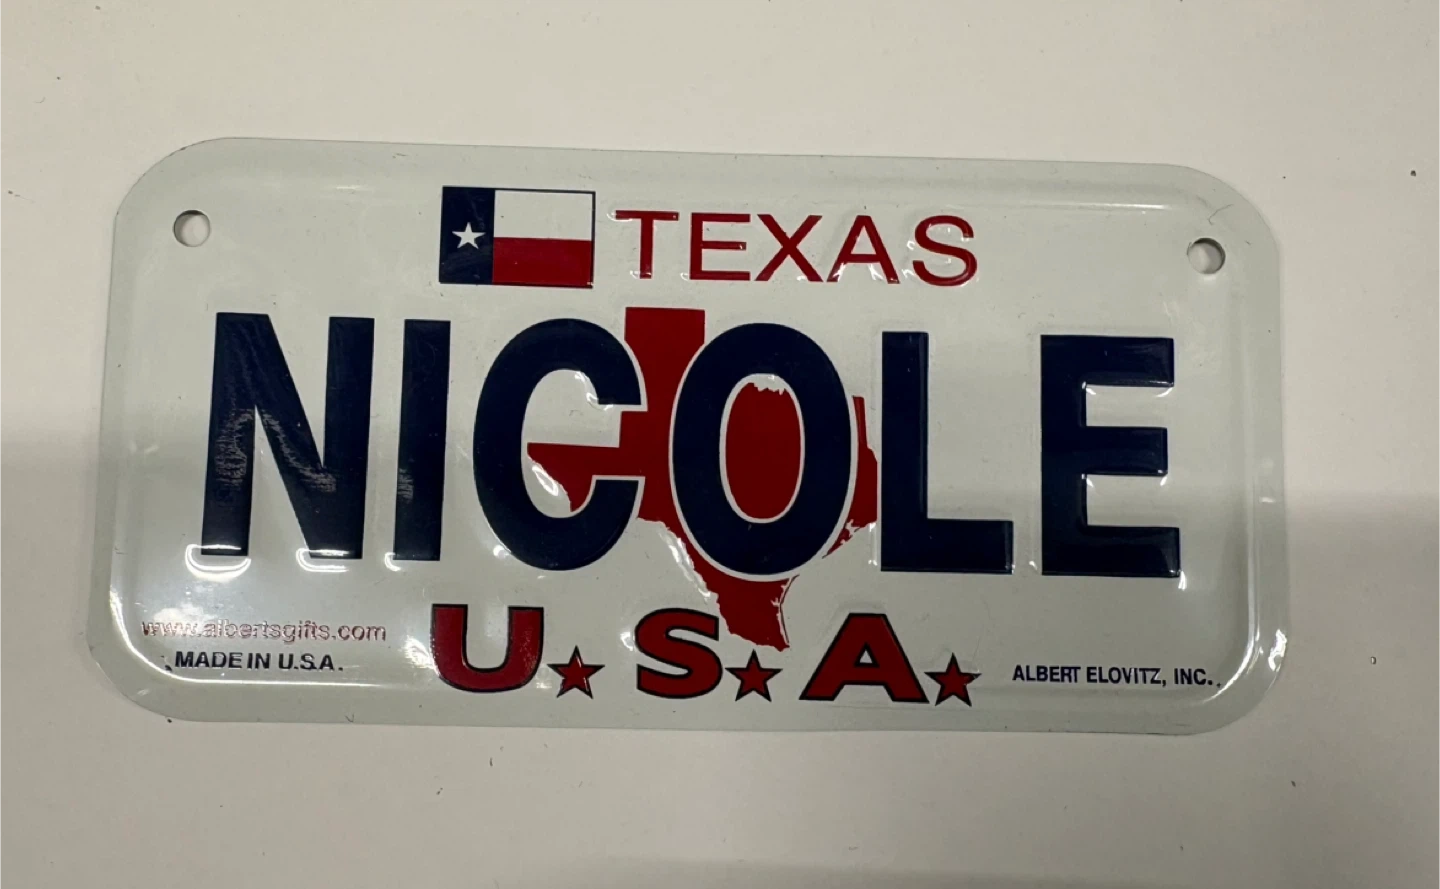 TEXAS
NICOLE
www.albertsgifts.com
MADE IN U.S.A.
U.S.A.
ALBERT ELOVITZ, INC.